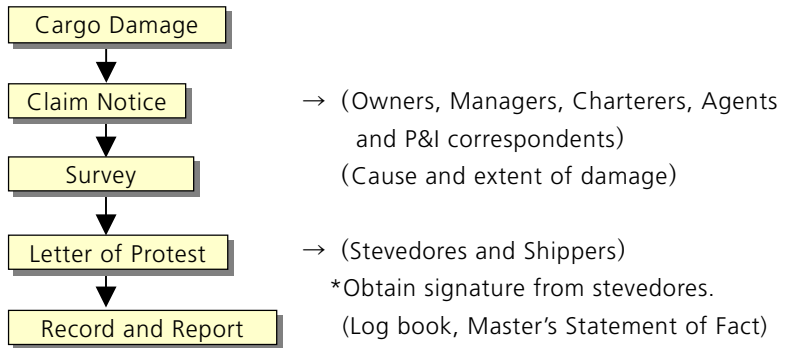 Cargo Damage
Claim Notice → (Owners, Managers, Charterers, Agents
and P&I correspondents)
Survey (Cause and extent of damage)
Letter of Protest → (Stevedores and Shippers)
*Obtain signature from stevedores.
Record and Report (Log book, Master's Statement of Fact)